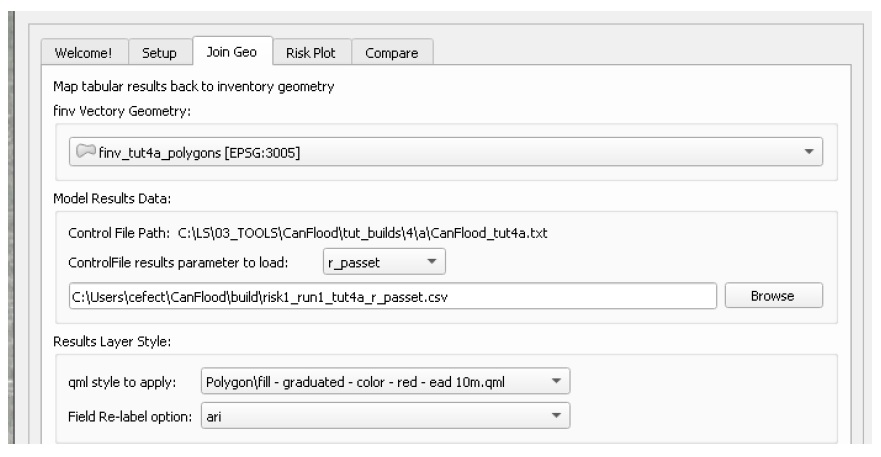 Welcome! Setup Join Geo Risk Plot Compare
Map tabular results back to inventory geometry
finv Vectory Geometry:
finv_tut4a_polygons [EPSG:3005]
Model Results Data:
Control File Path: C:\LS\03_TOOLS\CanFlood\tut_builds\4\a\CanFlood_tut4a.txt
ControlFile results parameter to load: r_passet
C:\Users\cefect\CanFlood\build\risk1_run1_tut4a_r_passet.csv Browse
Results Layer Style:
qml style to apply: Polygon\fill - graduated - color - red - ead 10m.qml
Field Re-label option: ari